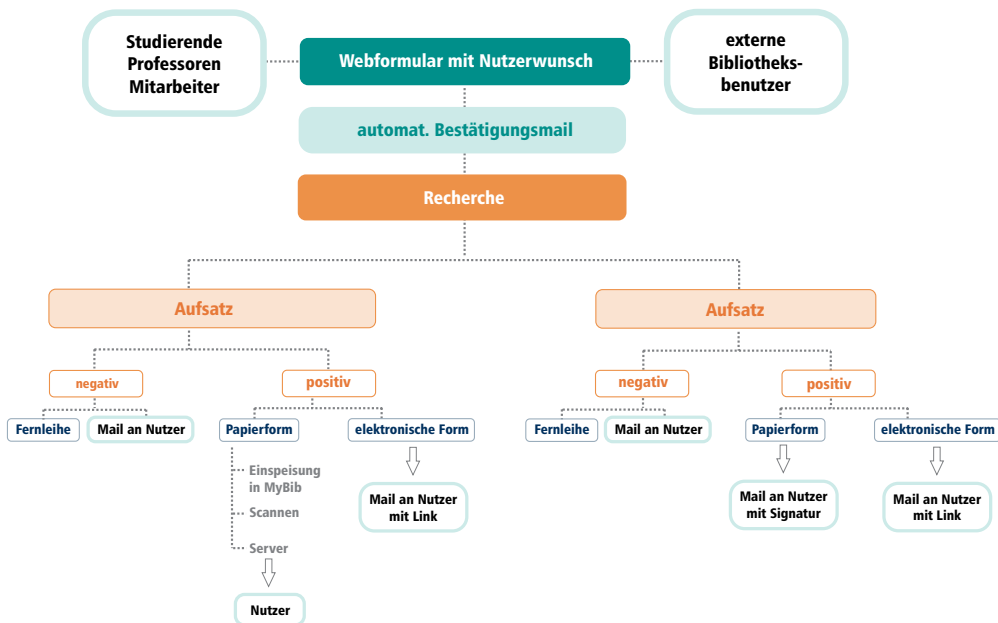 Studierende
Professoren
Mitarbeiter
Webformular mit Nutzerwunsch
externe
Bibliotheks-
benutzer
automat. Bestätigungsmail
Recherche
Aufsatz
Aufsatz
negativ
positiv
negativ
positiv
Fernleihe
Mail an Nutzer
Papierform
elektronische Form
Fernleihe
Mail an Nutzer
Papierform
elektronische Form
Einspeisung
in MyBib
Scannen
Server
Nutzer
Mail an Nutzer
mit Link
Mail an Nutzer
mit Signatur
Mail an Nutzer
mit Link